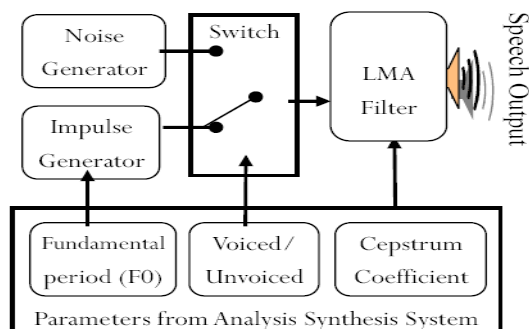 Noise
Generator
Switch
LMA
Filter
Speech Output
Impulse
Generator
Fundamental
period (F0)
Voiced/
Unvoiced
Cepstrum
Coefficient
Parameters from Analysis Synthesis System